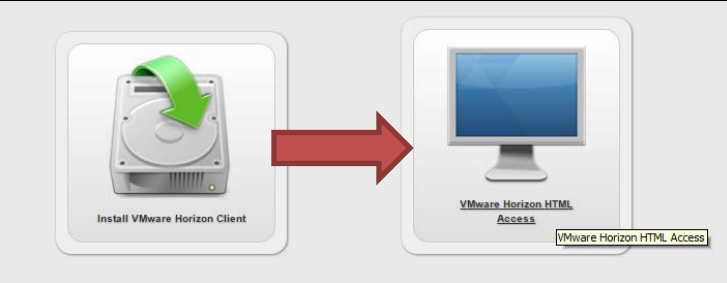 Install VMware Horizon Client
VMware Horizon HTML
Access
VMware Horizon HTML Access